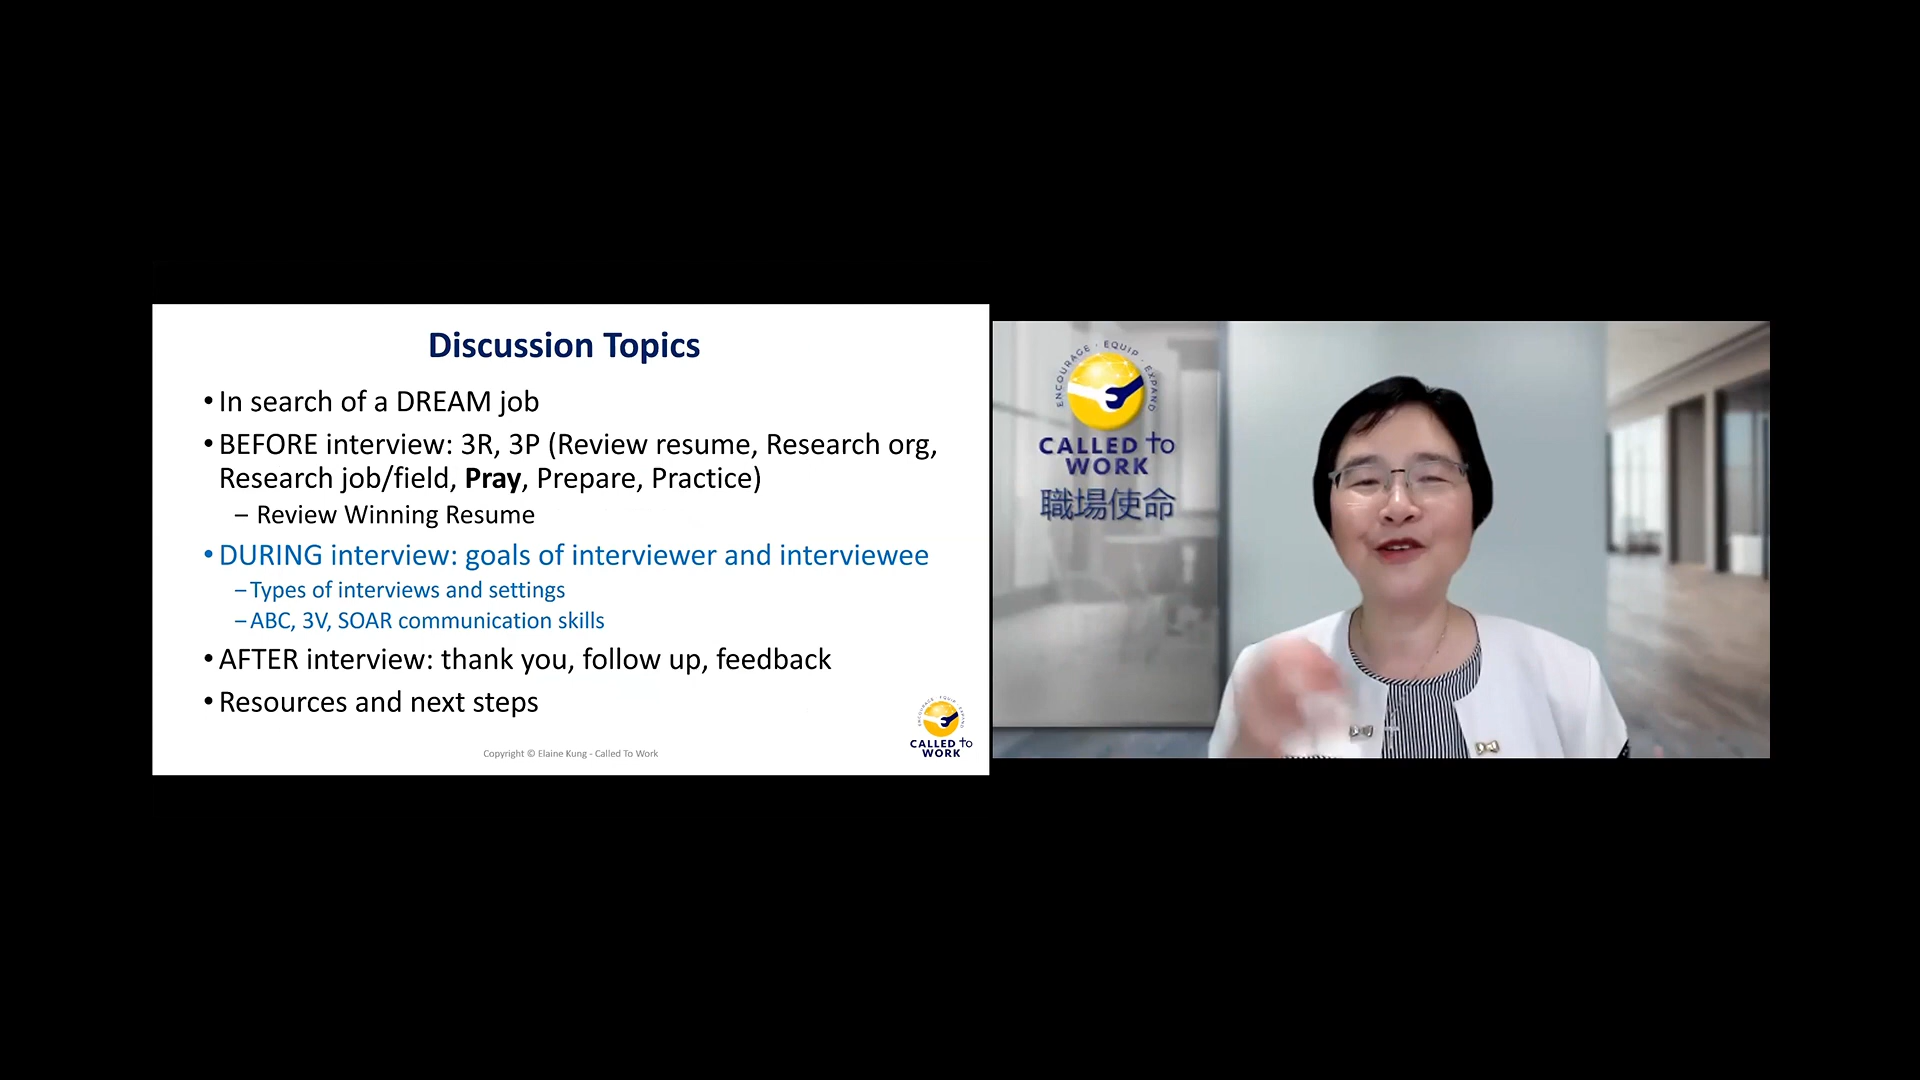 Discussion Topics
• In search of a DREAM job
• BEFORE interview: 3R, 3P (Review resume, Research org,
Research job/field, Pray, Prepare, Practice)
– Review Winning Resume
• DURING interview: goals of interviewer and interviewee
– Types of interviews and settings
– ABC, 3V, SOAR communication skills
• AFTER interview: thank you, follow up, feedback
• Resources and next steps
Copyright © Elaine Kung - Called To Work
ENCOURAGE · EQUIP · EXPAND
CALLED to
WORK
ENCOURAGE · EQUIP · EXPAND
CALLED to
WORK
職場使命